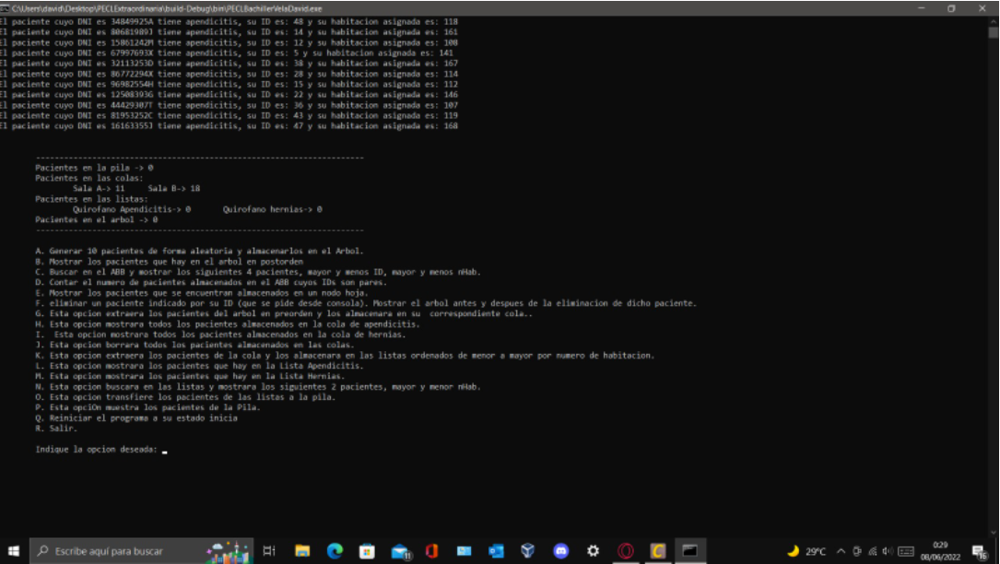 C:\Users\david\Desktop\PECLExtraordinaria\build-Debug\bin\PECLBachillerVelaDavid.exe
El paciente cuyo DNI es 34849925A tiene apendicitis, su ID es: 48 y su habitacion asignada es: 118
El paciente cuyo DNI es 80681989J tiene apendicitis, su ID es: 14 y su habitacion asignada es: 161
El paciente cuyo DNI es 15861242M tiene apendicitis, su ID es: 12 y su habitacion asignada es: 108
El paciente cuyo DNI es 67997693X tiene apendicitis, su ID es: 5 y su habitacion asignada es: 141
El paciente cuyo DNI es 32113253D tiene apendicitis, su ID es: 38 y su habitacion asignada es: 167
El paciente cuyo DNI es 86772294X tiene apendicitis, su ID es: 28 y su habitacion asignada es: 114
El paciente cuyo DNI es 96982554H tiene apendicitis, su ID es: 15 y su habitacion asignada es: 112
El paciente cuyo DNI es 12508393G tiene apendicitis, su ID es: 22 y su habitacion asignada es: 146
El paciente cuyo DNI es 44429307T tiene apendicitis, su ID es: 36 y su habitacion asignada es: 107
El paciente cuyo DNI es 81953252C tiene apendicitis, su ID es: 43 y su habitacion asignada es: 119
El paciente cuyo DNI es 16163355J tiene apendicitis, su ID es: 47 y su habitacion asignada es: 168
------------------------------------------------------------------------
Pacientes en la pila -> 0
Pacientes en las colas:
Sala A-> 11 Sala B-> 18
Pacientes en las listas:
Quirofano Apendicitis-> 0 Quirofano hernias-> 0
Pacientes en el arbol -> 0
------------------------------------------------------------------------
A. Generar 10 pacientes de forma aleatoria y almacenarlos en el Arbol.
B. Mostrar los pacientes que hay en el arbol en postorden
C. Buscar en el ABB y mostrar los siguientes 4 pacientes, mayor y menos ID, mayor y menos nHab.
D. Contar el numero de pacientes almacenados en el ABB cuyos IDs son pares.
E. Mostrar los pacientes que se encuentran almacenados en un nodo hoja.
F. eliminar un paciente indicado por su ID (que se pide desde consola). Mostrar el arbol antes y despues de la eliminacion de dicho paciente.
G. Esta opcion extraera los pacientes del arbol en preorden y los almacenara en su correspondiente cola..
H. Esta opcion mostrara todos los pacientes almacenados en la cola de apendicitis.
I. Esta opcion mostrara todos los pacientes almacenados en la cola de hernias.
J. Esta opcion borrara todos los pacientes almacenados en las colas.
K. Esta opcion extraera los pacientes de la cola y los almacenara en las listas ordenados de menor a mayor por numero de habitacion.
L. Esta opcion mostrara los pacientes que hay en la Lista Apendicitis.
M. Esta opcion mostrara los pacientes que hay en la Lista Hernias.
N. Esta opcion buscara en las listas y mostrara los siguientes 2 pacientes, mayor y menor nHab.
O. Esta opcion transfiere los pacientes de las listas a la pila.
P. Esta opciOn muestra los pacientes de la Pila.
Q. Reiniciar el programa a su estado inicia
R. Salir.
Indique la opcion deseada:
Escribe aquí para buscar
29°C
0:29
08/06/2022